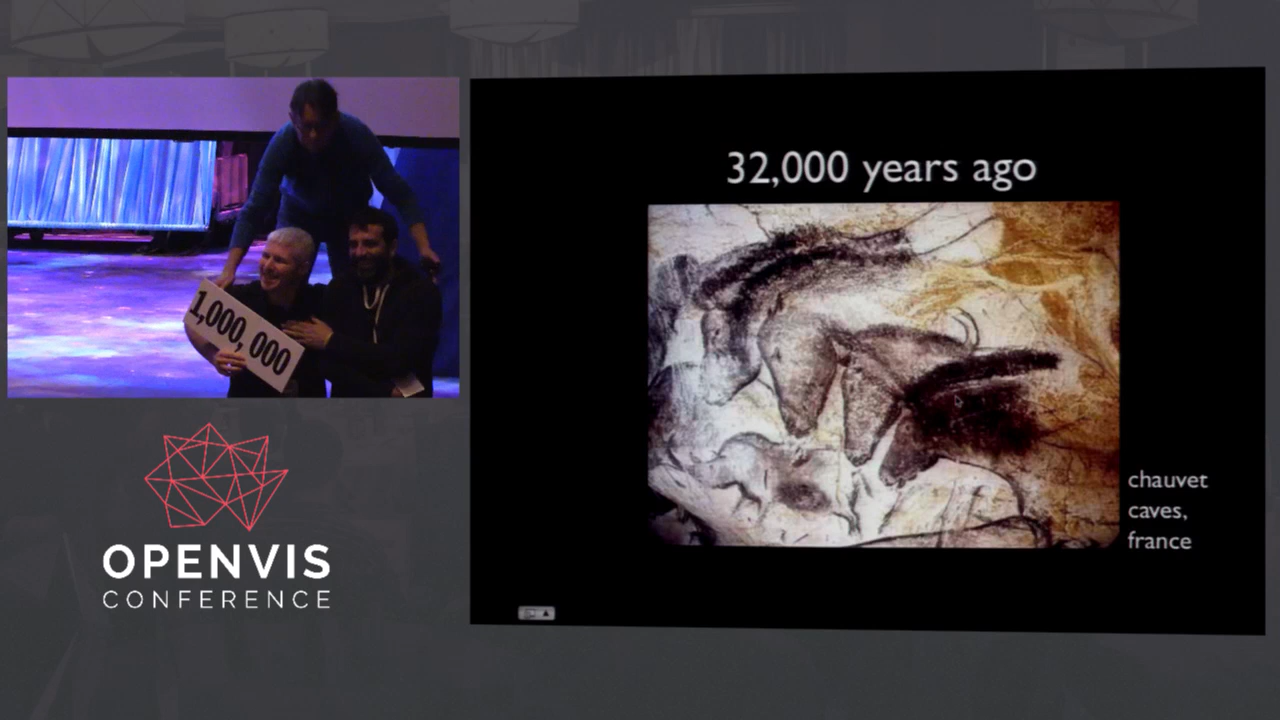 1,000,000
OPENVIS
CONFERENCE
32,000 years ago
chauvet
caves,
france